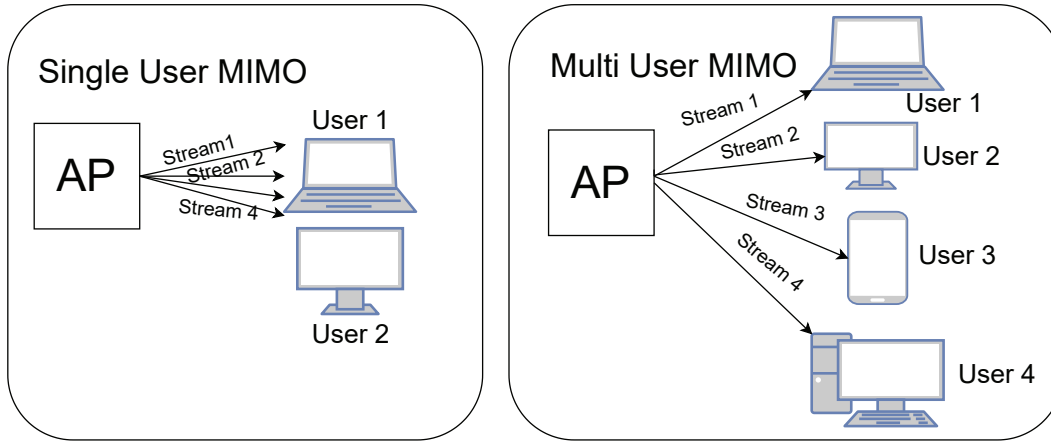 Single User MIMO
AP
Stream1
Stream 2
Stream 4
User 1
User 2
Multi User MIMO
AP
Stream 1
Stream 2
Stream 3
Stream 4
User 1
User 2
User 3
User 4